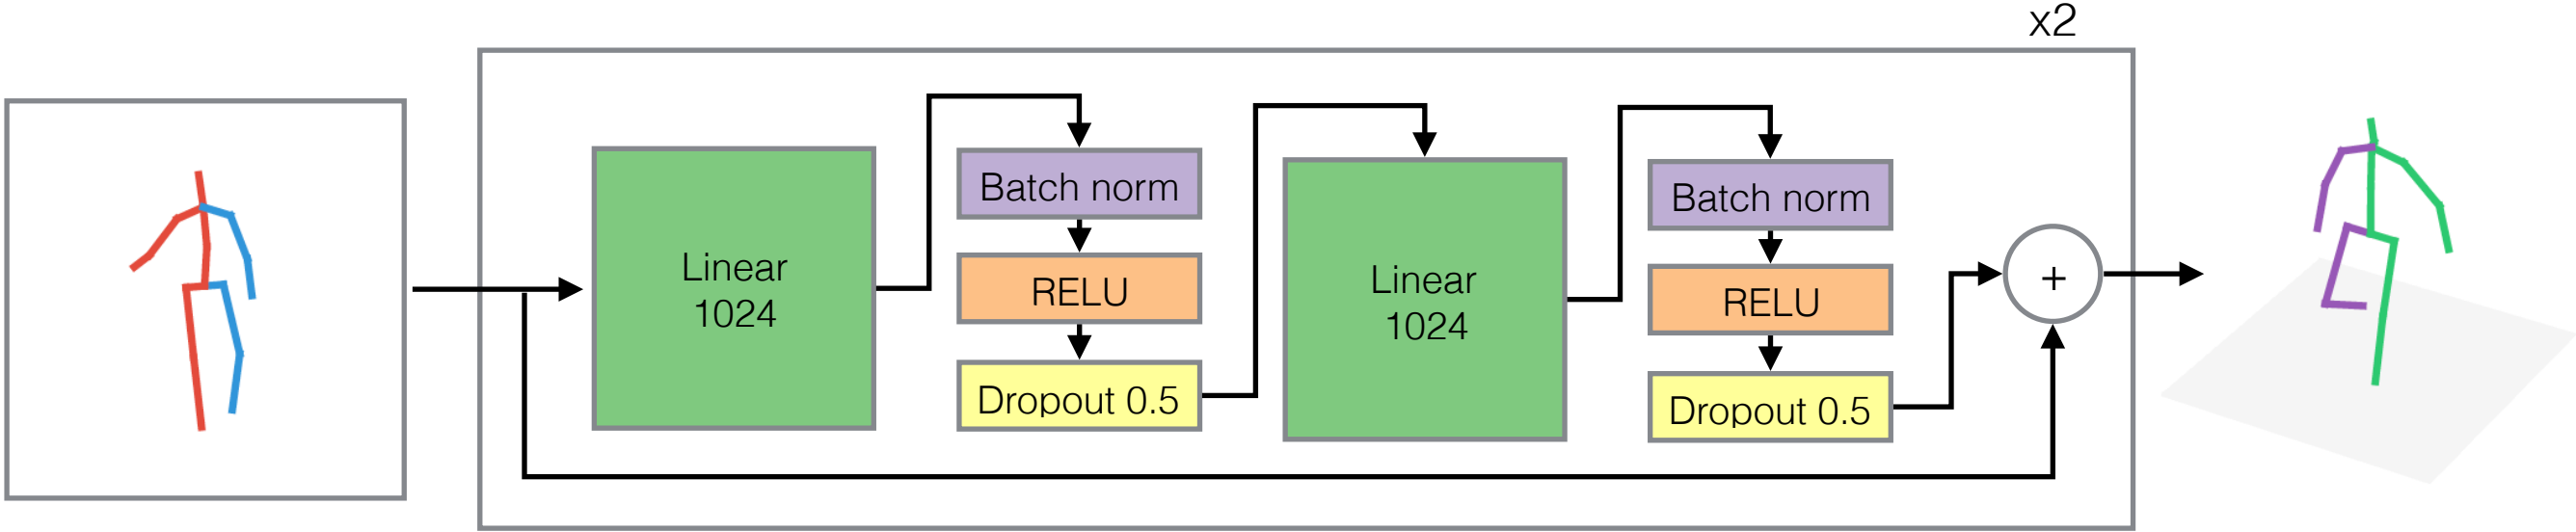 x2
Linear
1024
Batch norm
RELU
Dropout 0.5
Linear
1024
Batch norm
RELU
Dropout 0.5
+